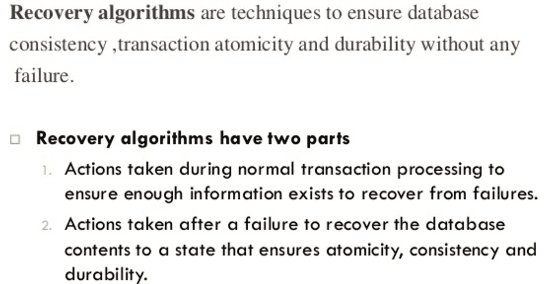 Recovery algorithms are techniques to ensure database
consistency ,transaction atomicity and durability without any
failure.
Recovery algorithms have two parts
1. Actions taken during normal transaction processing to
ensure enough information exists to recover from failures.
2. Actions taken after a failure to recover the database
contents to a state that ensures atomicity, consistency and
durability.